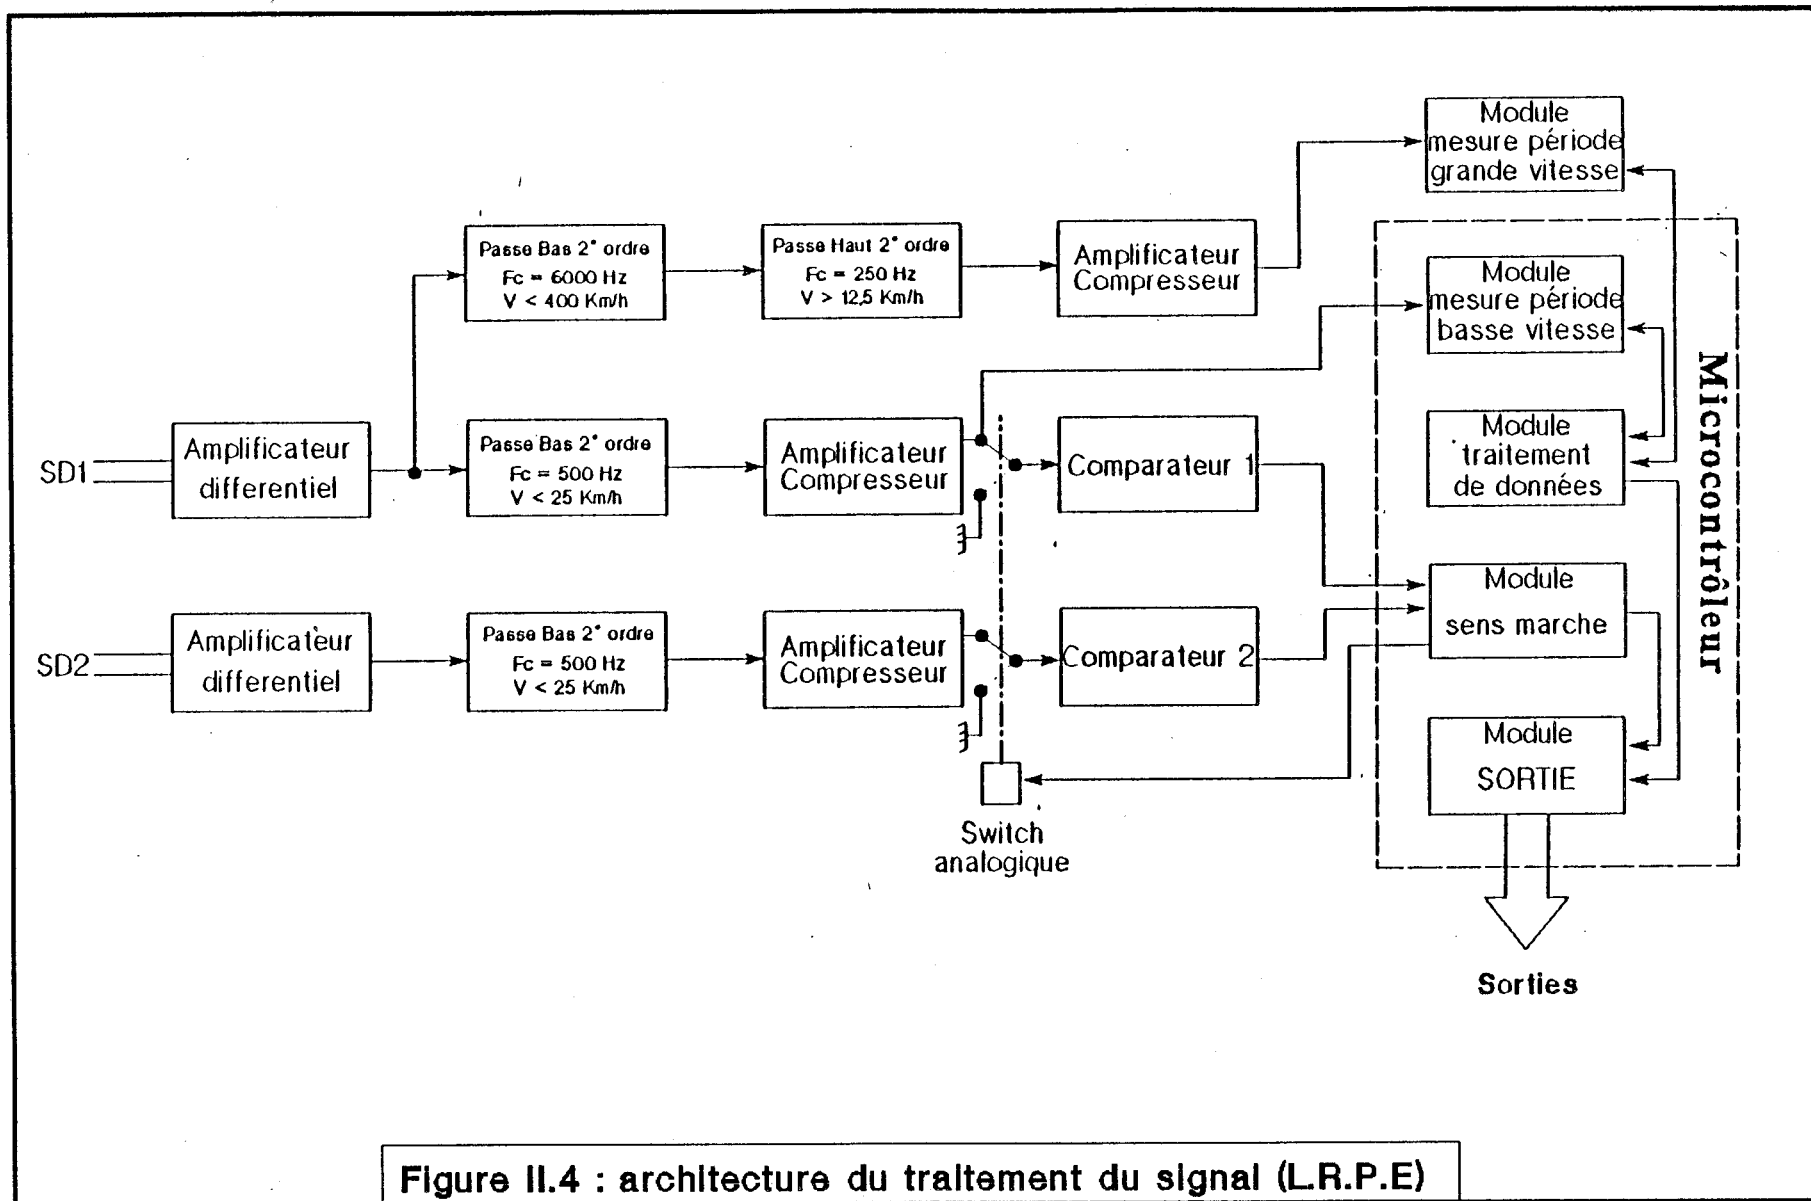 Module
mesure période
grande vitesse
Passe Bas 2° ordre
Fc = 6000 Hz
V < 400 Km/h
Passe Haut 2° ordre
Fc = 250 Hz
V > 12,5 Km/h
Amplificateur
Compresseur
Module
mesure période
basse vitesse
Microcontrôleur
SD1
Amplificateur
differentiel
Passe Bas 2° ordre
Fc = 500 Hz
V < 25 Km/h
Amplificateur
Compresseur
Comparateur 1
Module
traitement
de données
Module
sens marche
SD2
Amplificateur
differentiel
Passe Bas 2° ordre
Fc = 500 Hz
V < 25 Km/h
Amplificateur
Compresseur
Comparateur 2
Module
SORTIE
Switch
analogique
Sorties
Figure II.4 : architecture du traitement du signal (L.R.P.E)